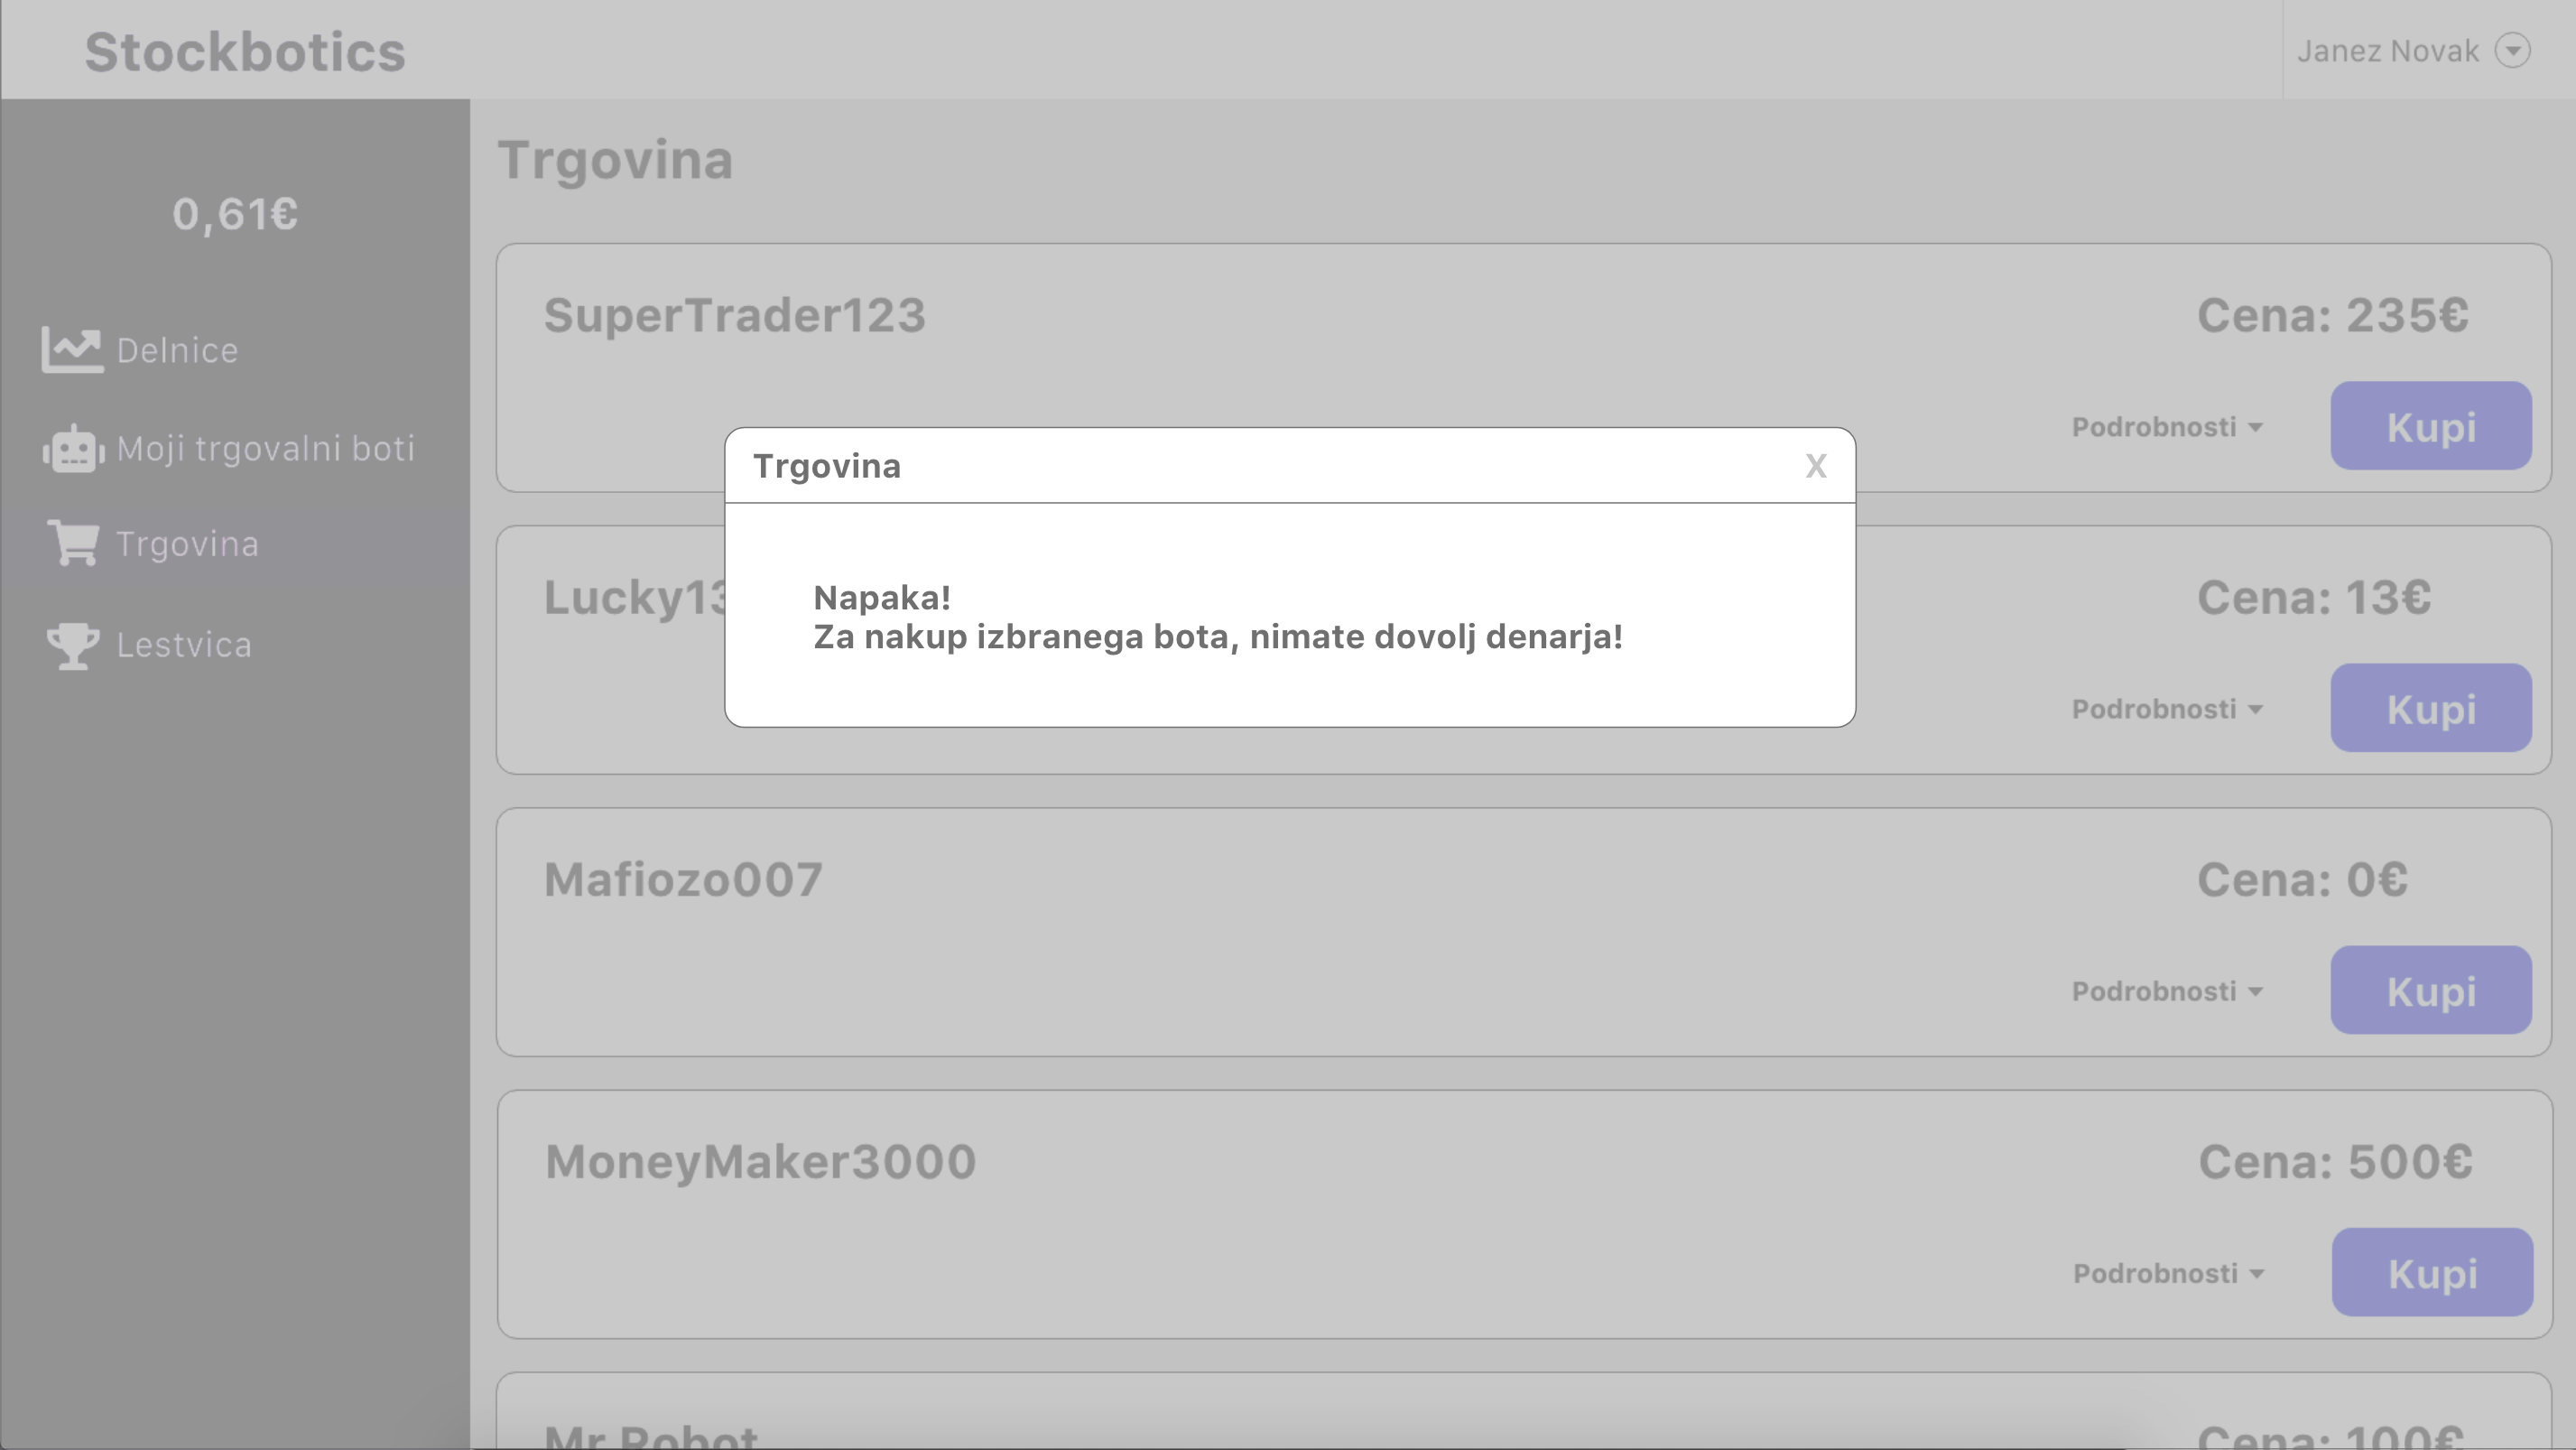 Stockbotics
Janez Novak
0,61€
Delnice
Moji trgovalni boti
Trgovina
Lestvica
Trgovina
SuperTrader123
Cena: 235€
Podrobnosti
Kupi
Trgovina
X
Napaka!
Za nakup izbranega bota, nimate dovolj denarja!
Lucky13
Cena: 13€
Podrobnosti
Kupi
Mafiozo007
Cena: 0€
Podrobnosti
Kupi
MoneyMaker3000
Cena: 500€
Podrobnosti
Kupi
Mr Robot
Cena: 100€